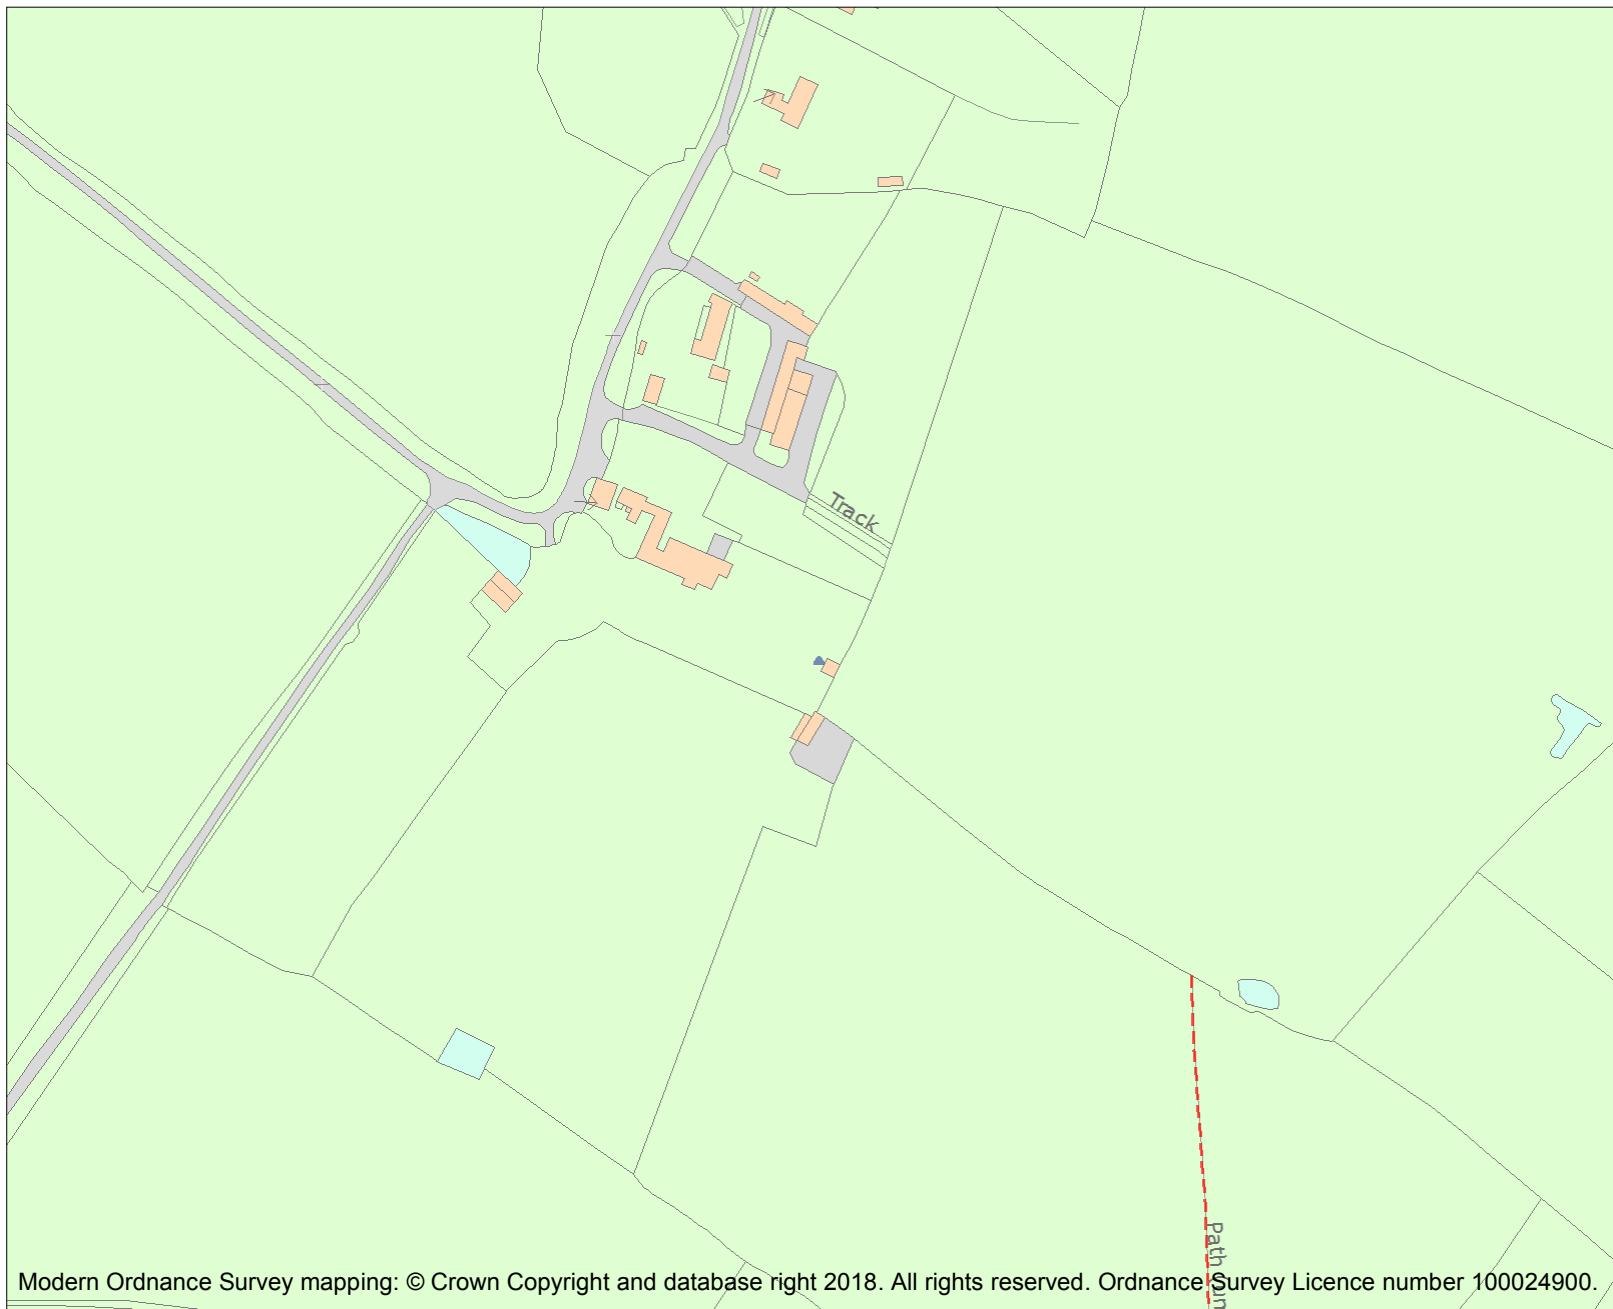 Track
Path
Modern Ordnance Survey mapping: © Crown Copyright and database right 2018. All rights reserved. Ordnance Survey Licence number 100024900.